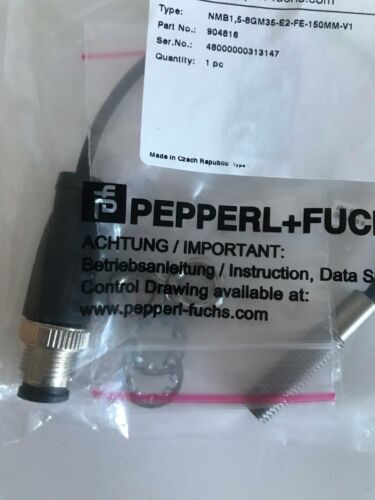 Type: NMB1,5-8GM35-E2-FE-150MM-V1
Part No.: 904816
Ser.No.: 48000000313147
Quantity: 1 pc
Made in Czech Republic Type
PEPPERL+FUCH
ACHTUNG / IMPORTANT:
Betriebsanleitung / Instruction, Data S
Control Drawing available at:
www.pepperl-fuchs.com